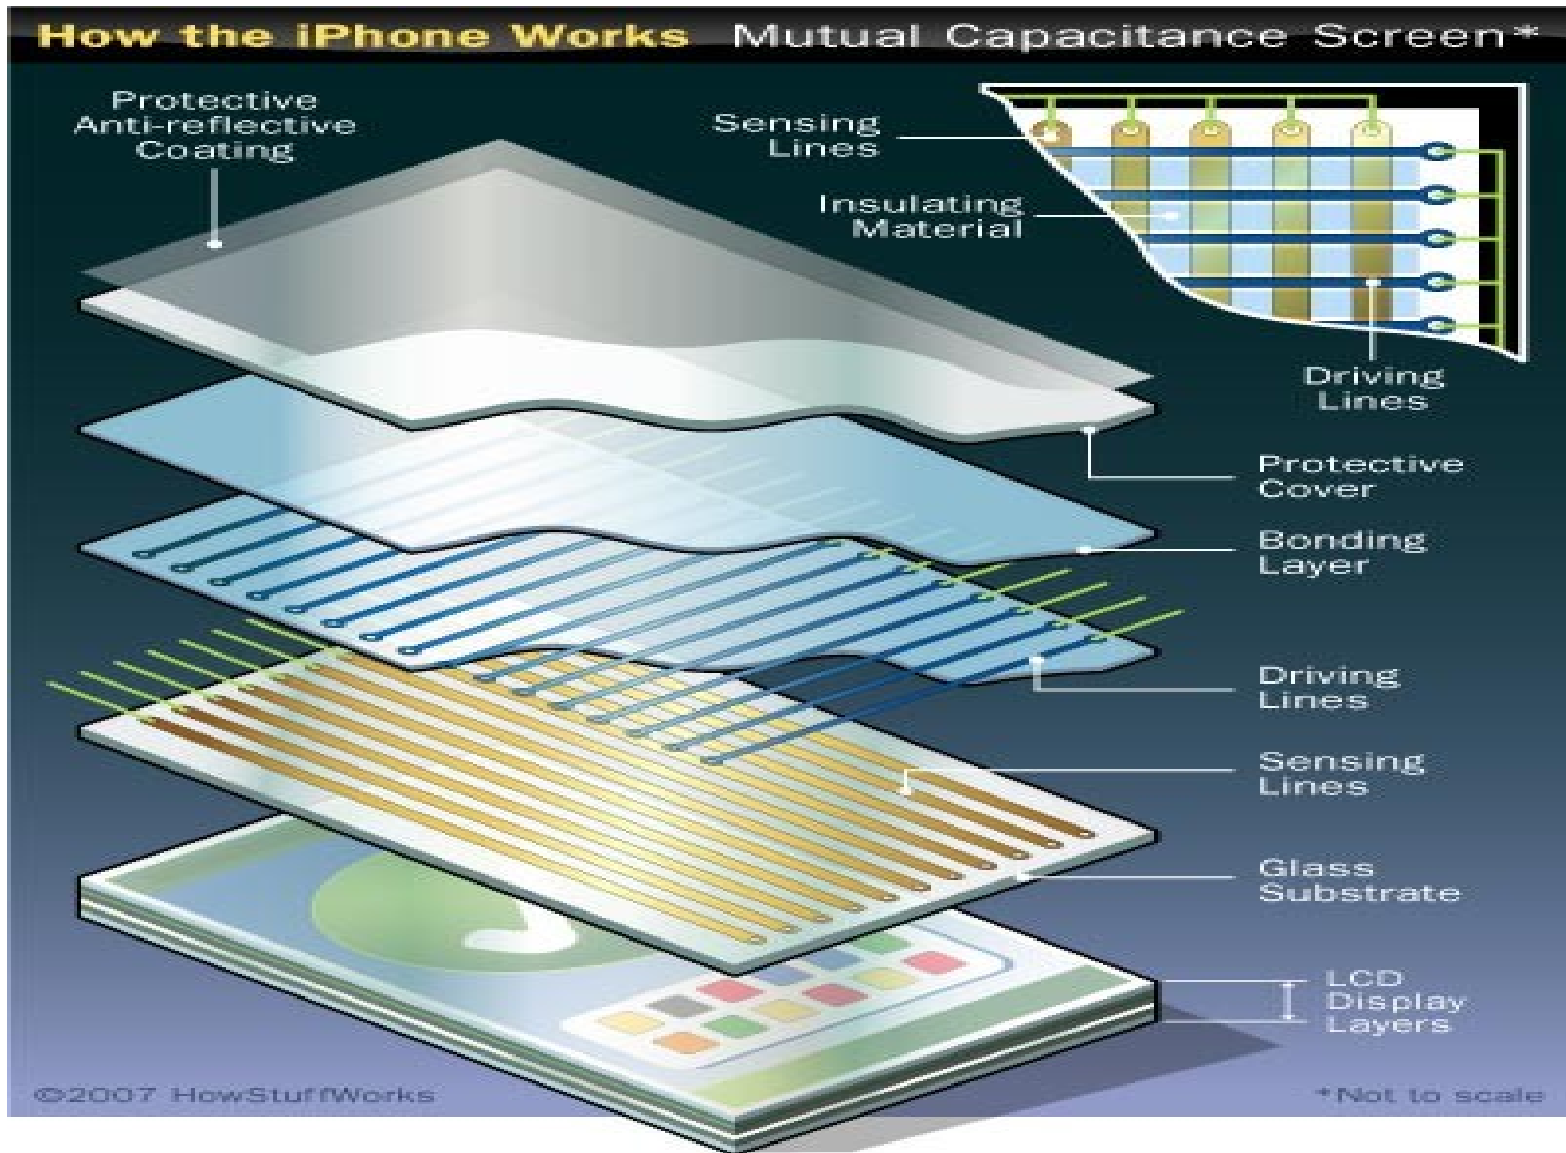 How the iPhone Works Mutual Capacitance Screen*
Protective
Anti-reflective
Coating
Sensing
Lines
Insulating
Material
Driving
Lines
Protective
Cover
Bonding
Layer
Driving
Lines
Sensing
Lines
Glass
Substrate
LCD
Display
Layers
©2007 HowStuffWorks
*Not to scale